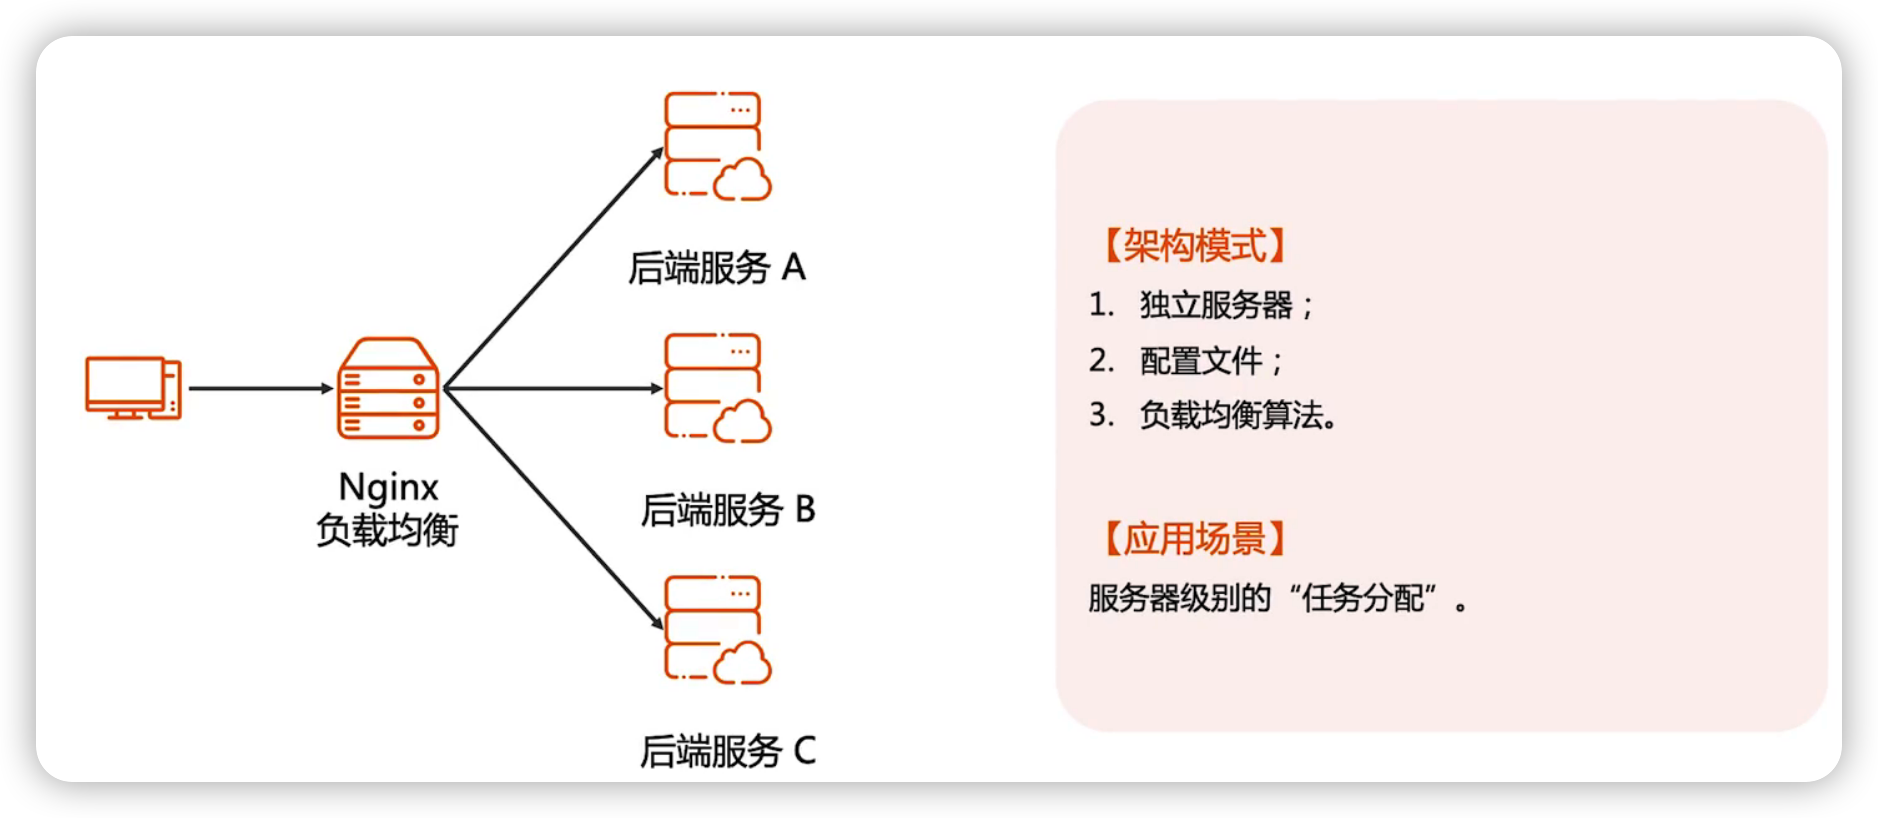 后端服务 A
Nginx
负载均衡
后端服务 B
后端服务 C
【架构模式】
1. 独立服务器；
2. 配置文件；
3. 负载均衡算法。
【应用场景】
服务器级别的“任务分配”。